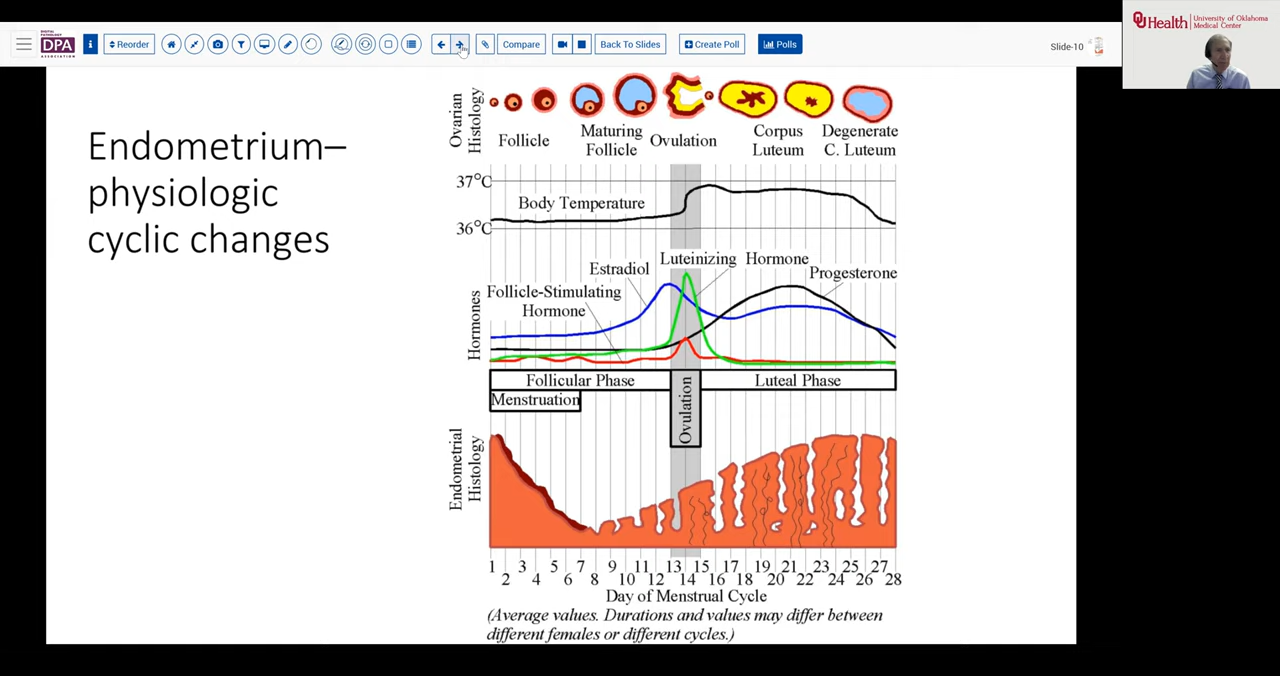 DIGITAL PATHOLOGY
DPA
ASSOCIATION
i
Reorder
Compare
Back To Slides
Create Poll
Polls
Slide-10
OU Health
University of Oklahoma
Medical Center
Endometrium–
physiologic
cyclic changes
Ovarian
Histology
Follicle
Maturing
Follicle
Ovulation
Corpus
Luteum
Degenerate
C. Luteum
37°C
Body Temperature
36°C
Hormones
Luteinizing Hormone
Estradiol
Progesterone
Follicle-Stimulating
Hormone
Follicular Phase
Luteal Phase
Menstruation
Ovulation
Endometrial
Histology
1 3 5 7 9 11 13 15 17 19 21 23 25 27
2 4 6 8 10 12 14 16 18 20 22 24 26 28
Day of Menstrual Cycle
(Average values. Durations and values may differ between
different females or different cycles.)